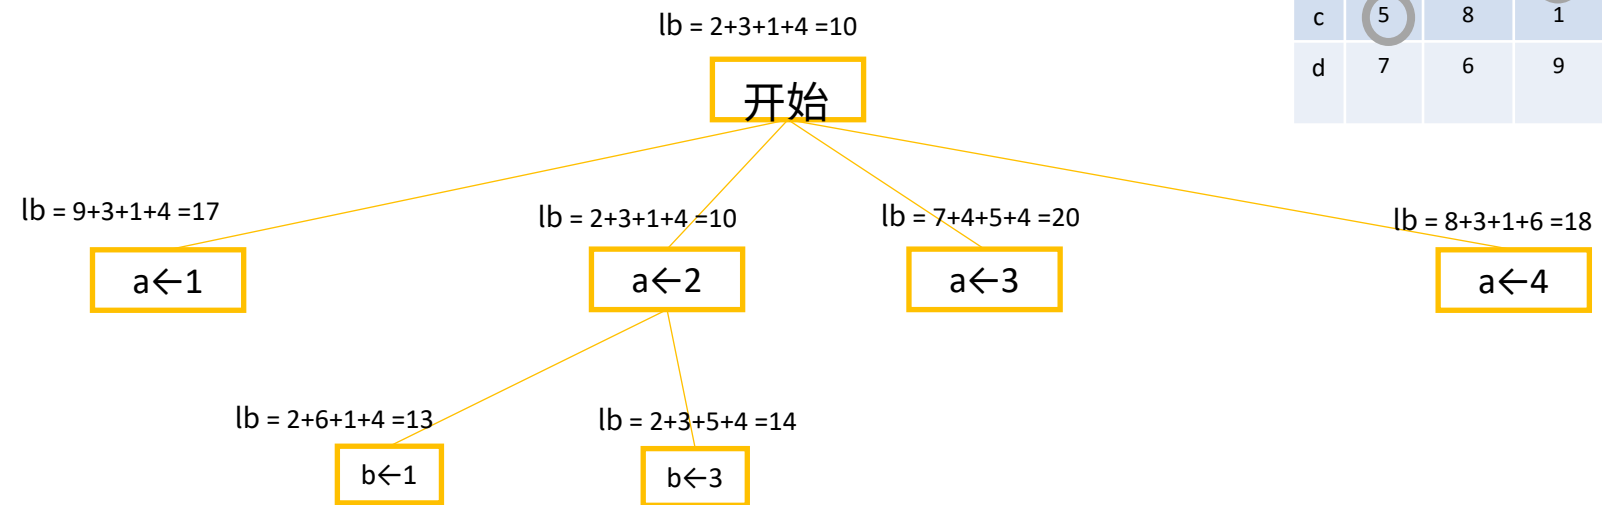 lb = 2+3+1+4 =10
c 5 8 1
d 7 6 9
开始
lb = 9+3+1+4 =17
lb = 2+3+1+4 =10
lb = 7+4+5+4 =20
lb = 8+3+1+6 =18
a←1
a←2
a←3
a←4
lb = 2+6+1+4 =13
lb = 2+3+5+4 =14
b←1
b←3